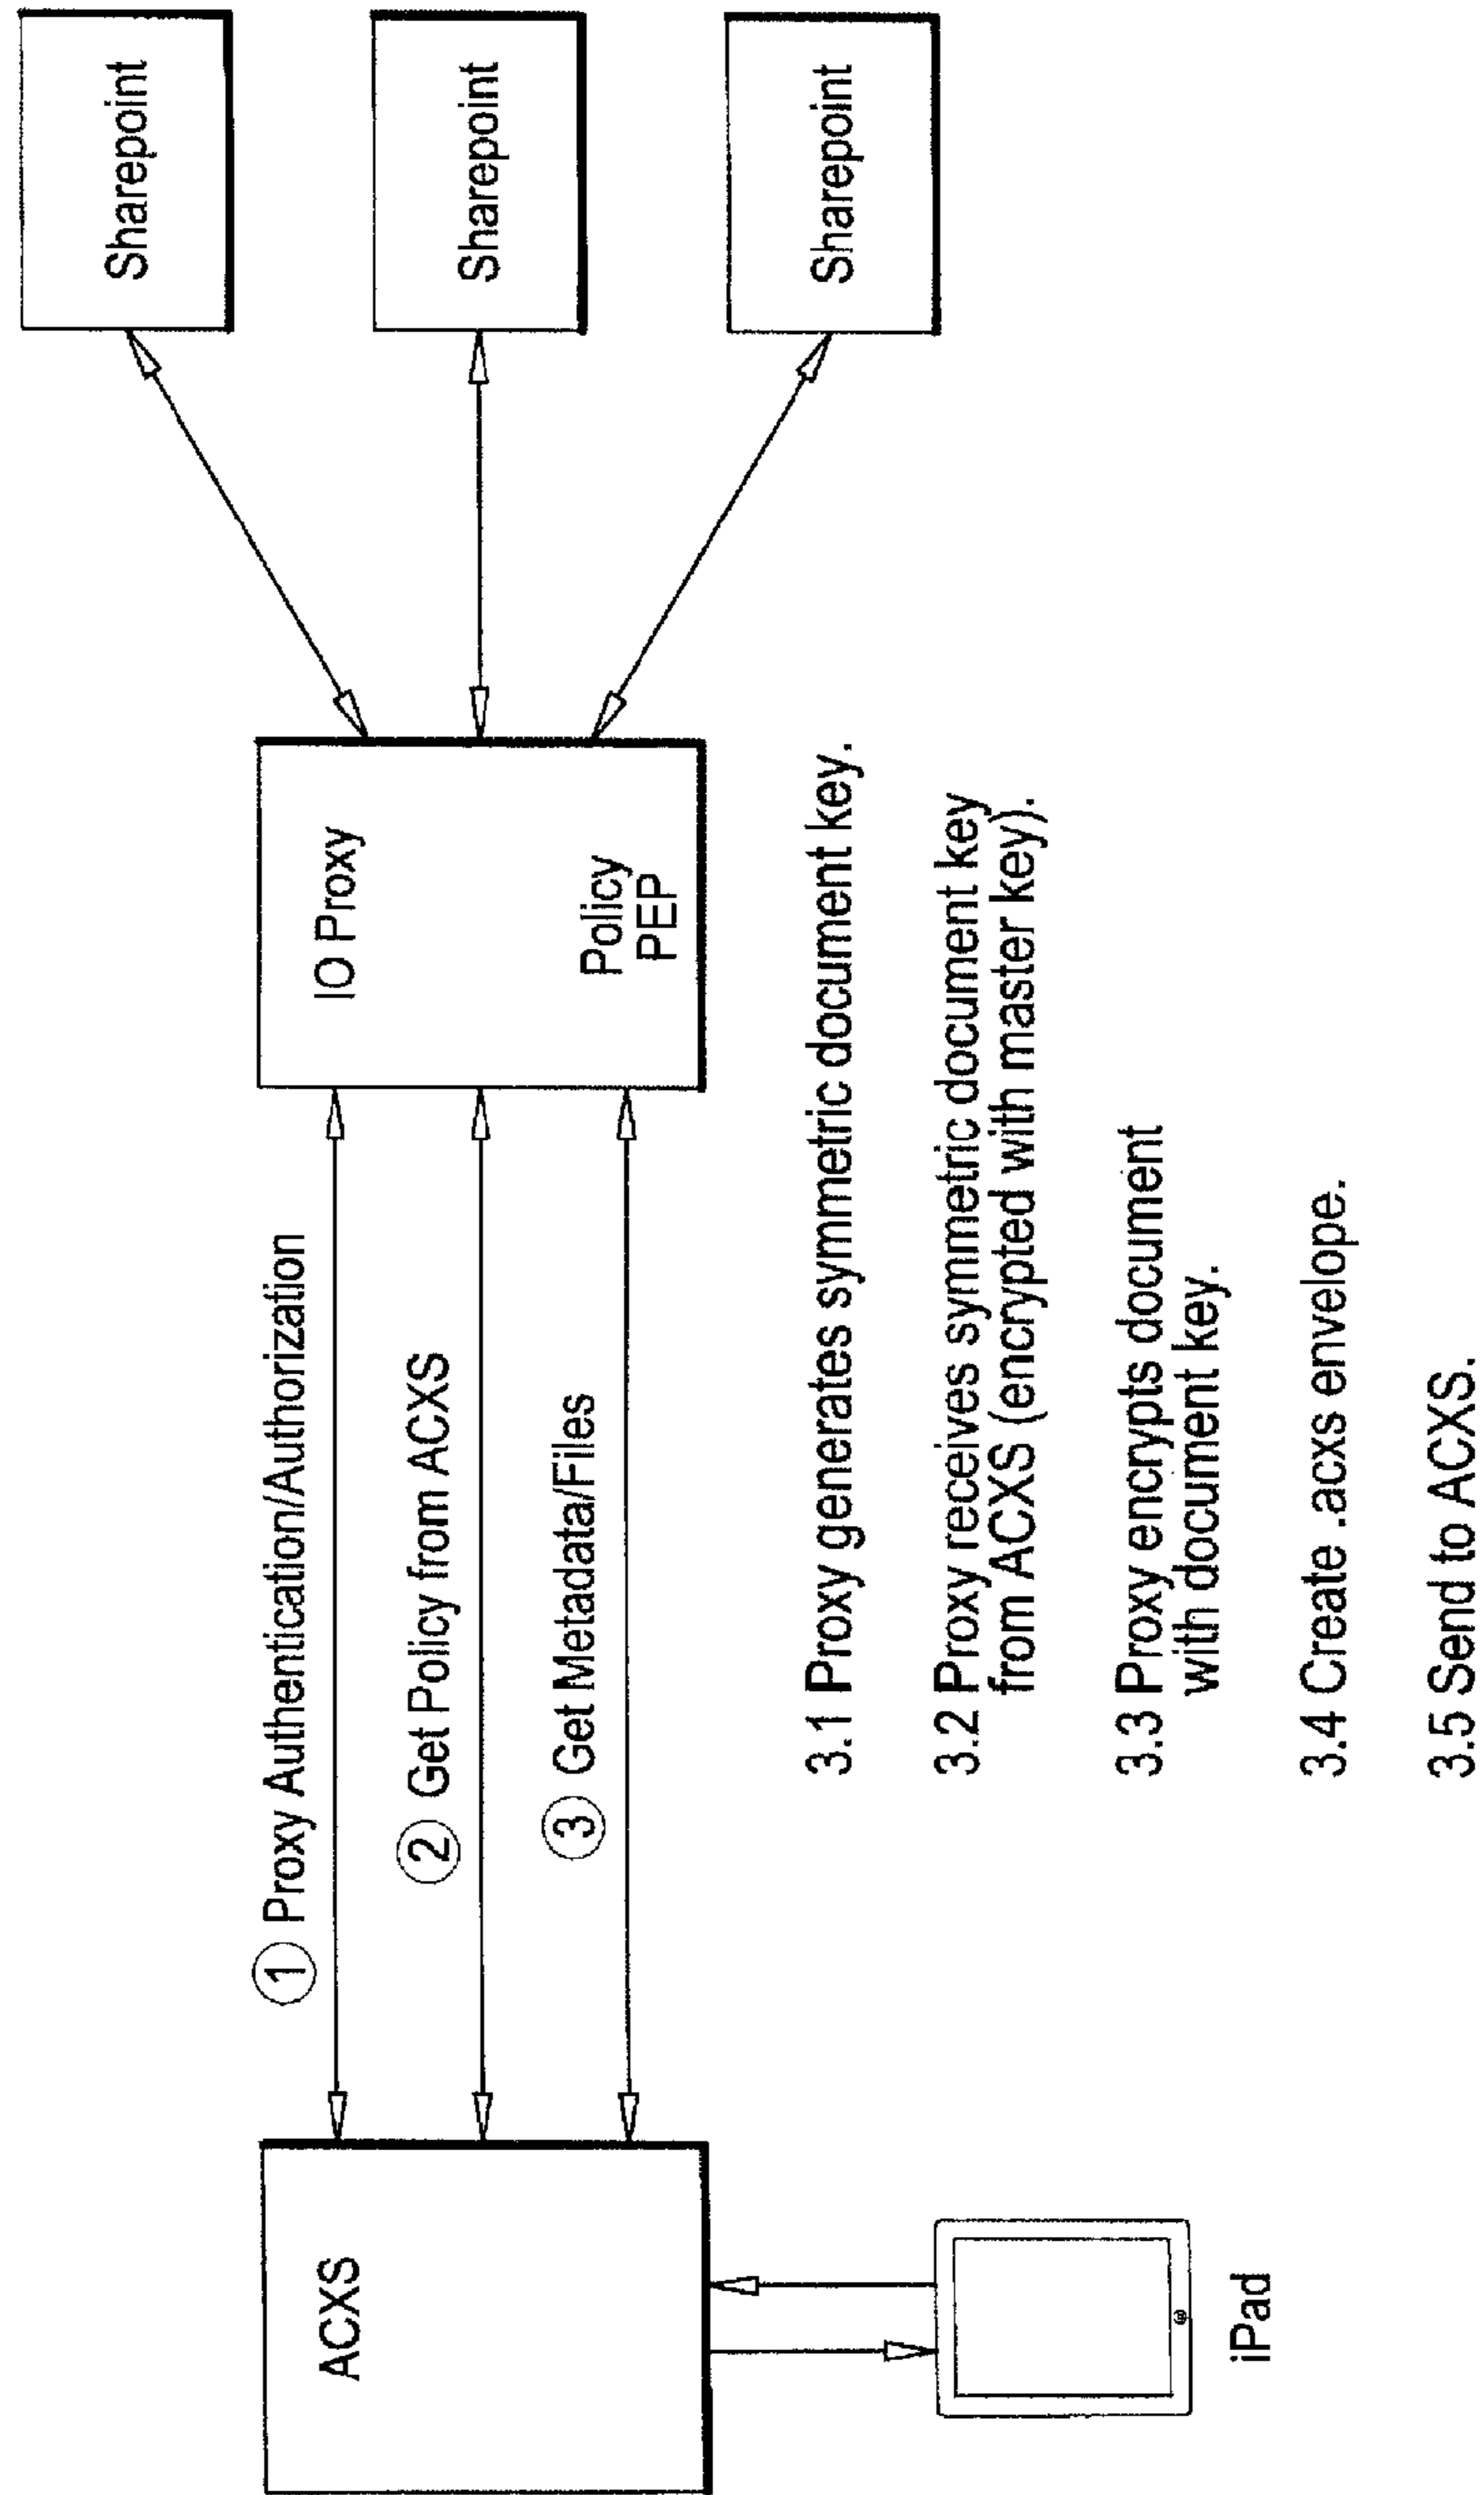 ACXS
① Proxy Authentication/Authorization
② Get Policy from ACXS
③ Get Metadata/Files
IO Proxy
Policy
PEP
Sharepoint
Sharepoint
Sharepoint
iPad
3.1 Proxy generates symmetric document key.
3.2 Proxy receives symmetric document key
from ACXS (encrypted with master key).
3.3 Proxy encrypts document
with document key.
3.4 Create .acxs envelope.
3.5 Send to ACXS.